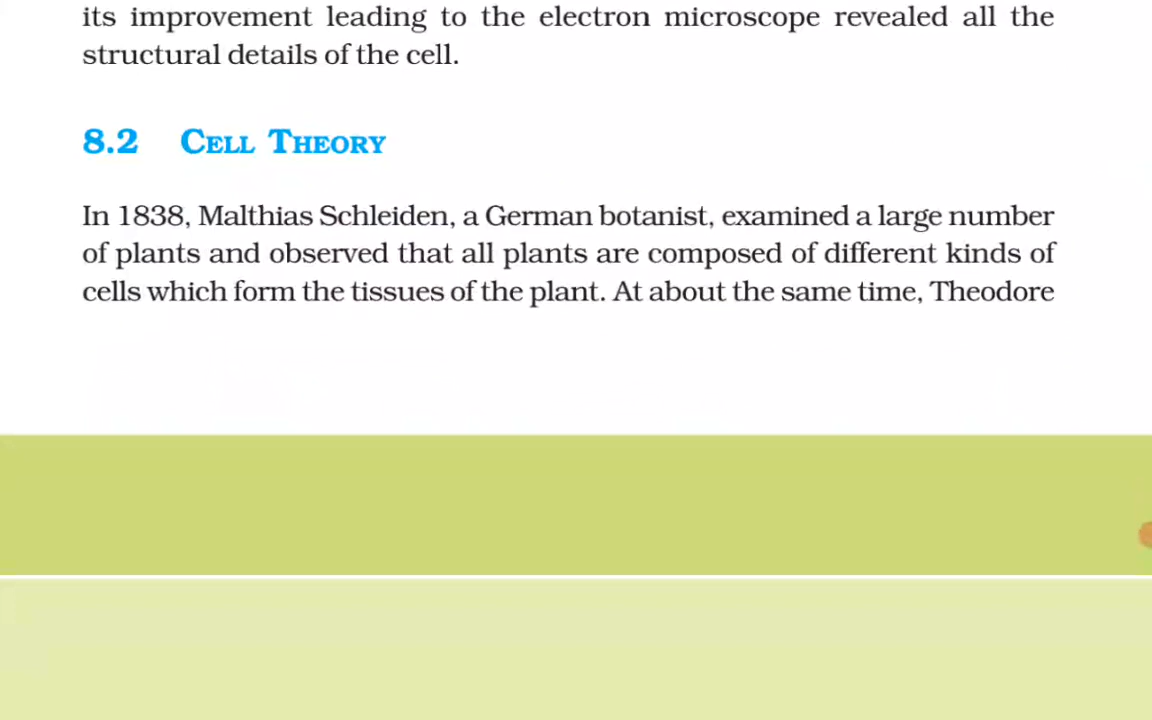 its improvement leading to the electron microscope revealed all the
structural details of the cell.
8.2 CELL THEORY
In 1838, Malthias Schleiden, a German botanist, examined a large number
of plants and observed that all plants are composed of different kinds of
cells which form the tissues of the plant. At about the same time, Theodore